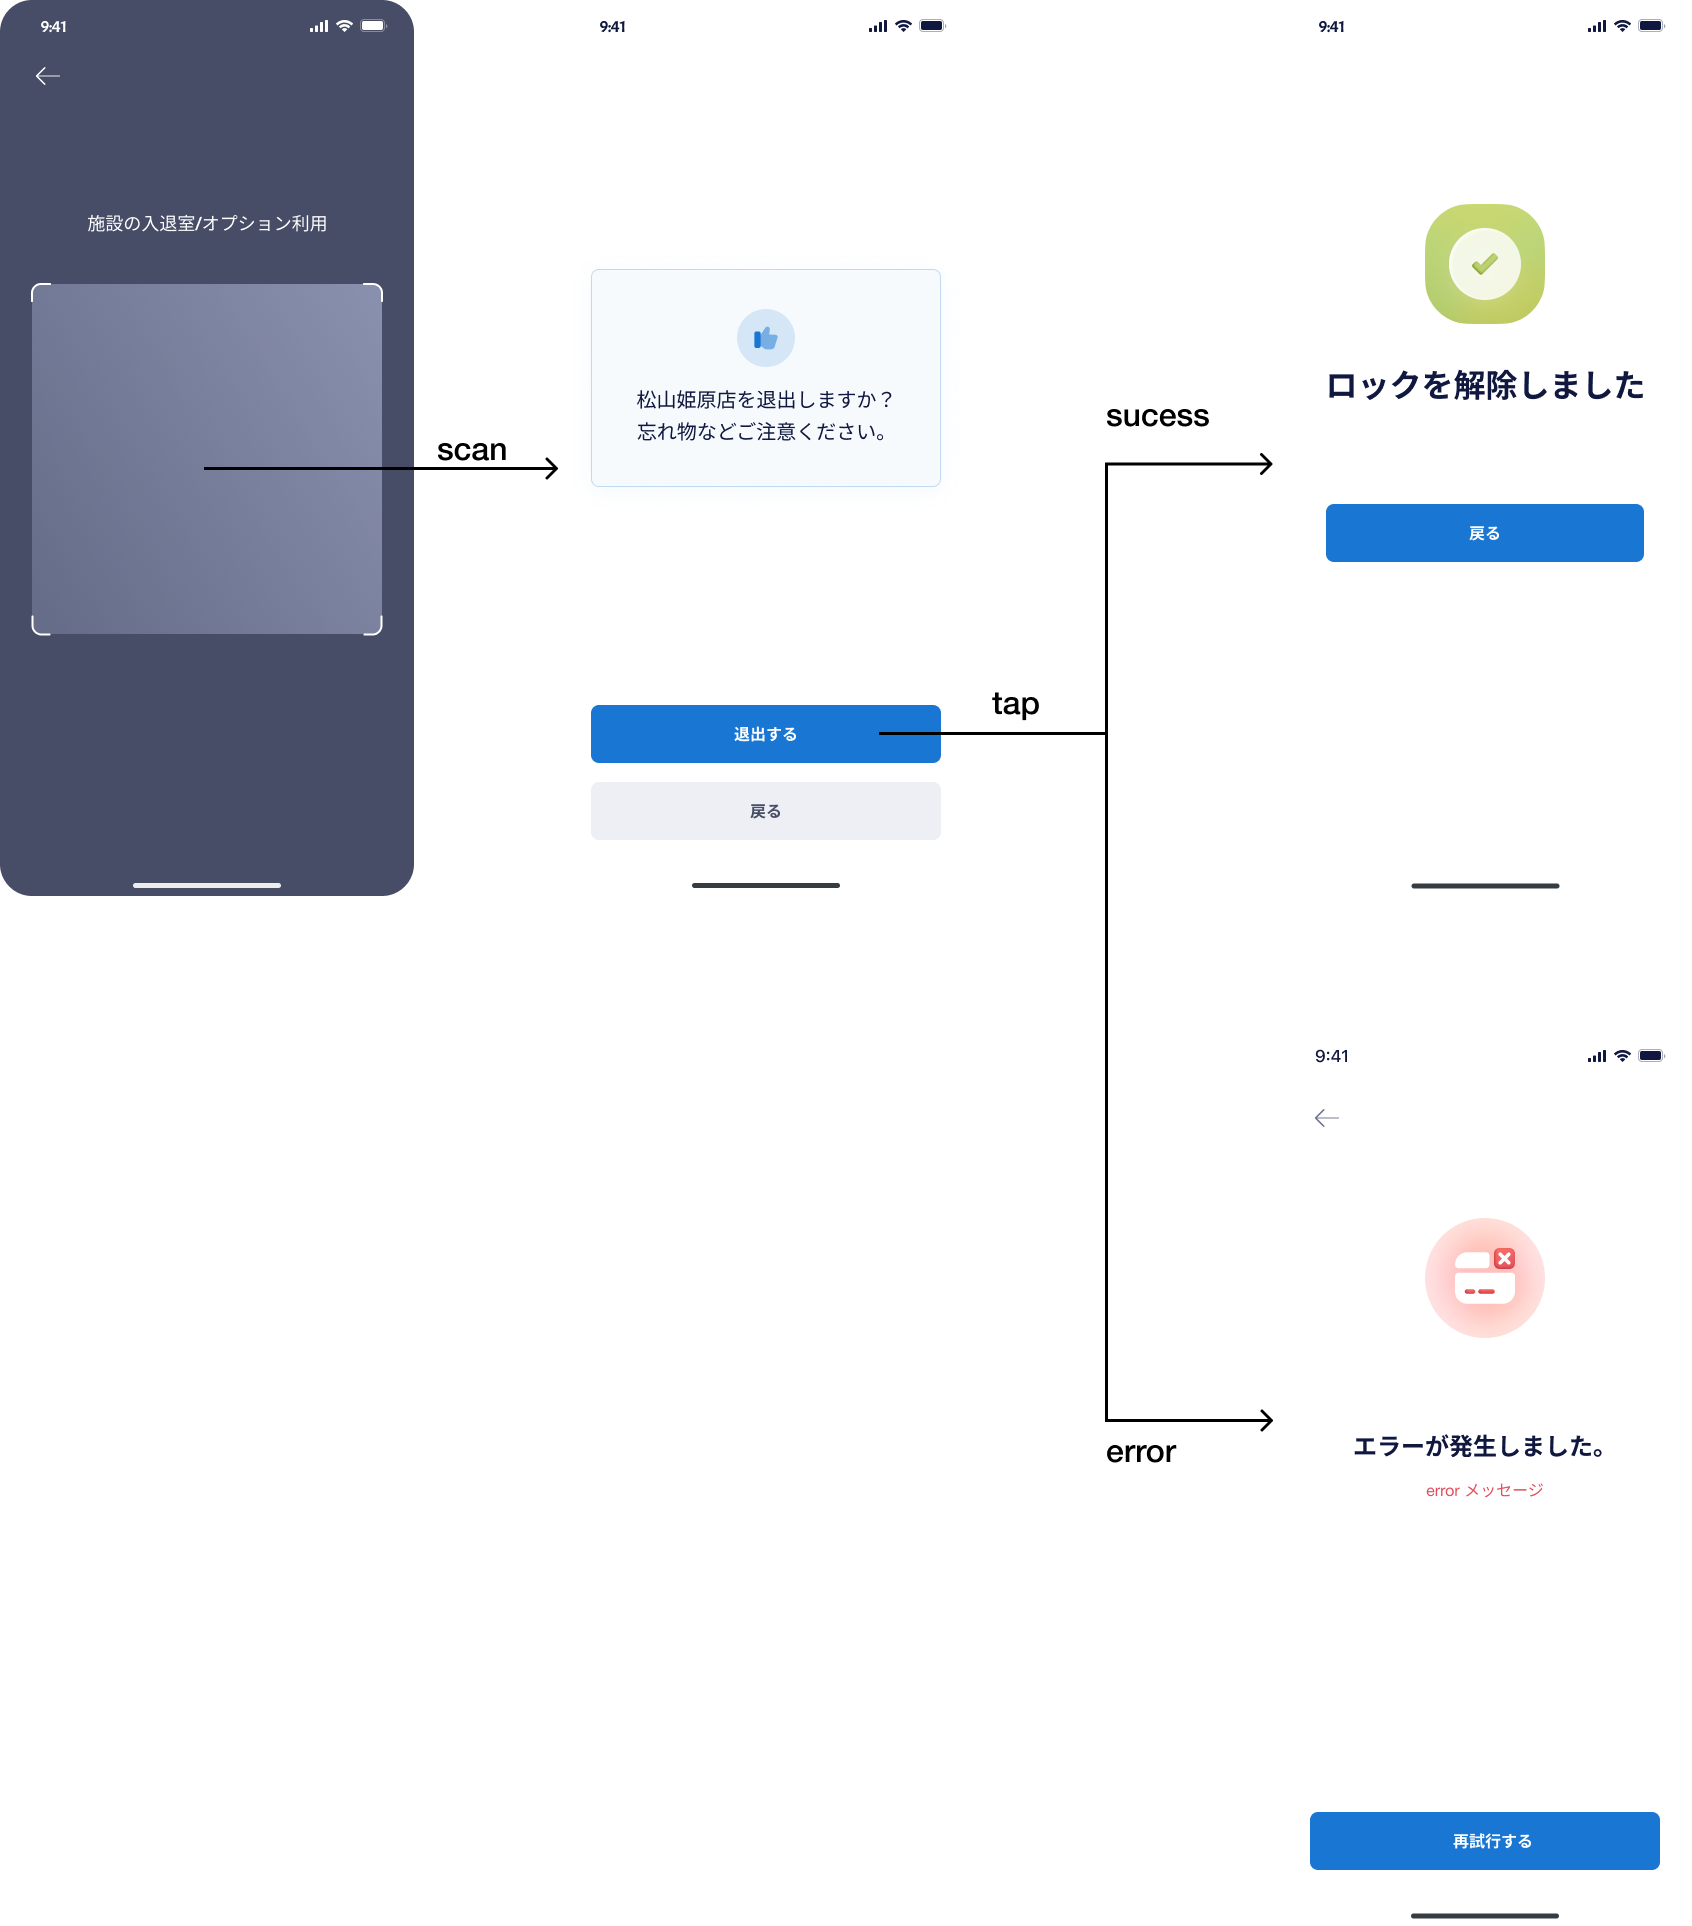 9:41
施設の入退室/オプション利用
scan
9:41
松山姫原店を退出しますか？
忘れ物などご注意ください。
退出する
戻る
tap
sucess
error
9:41
ロックを解除しました
戻る
9:41
エラーが発生しました。
error メッセージ
再試行する